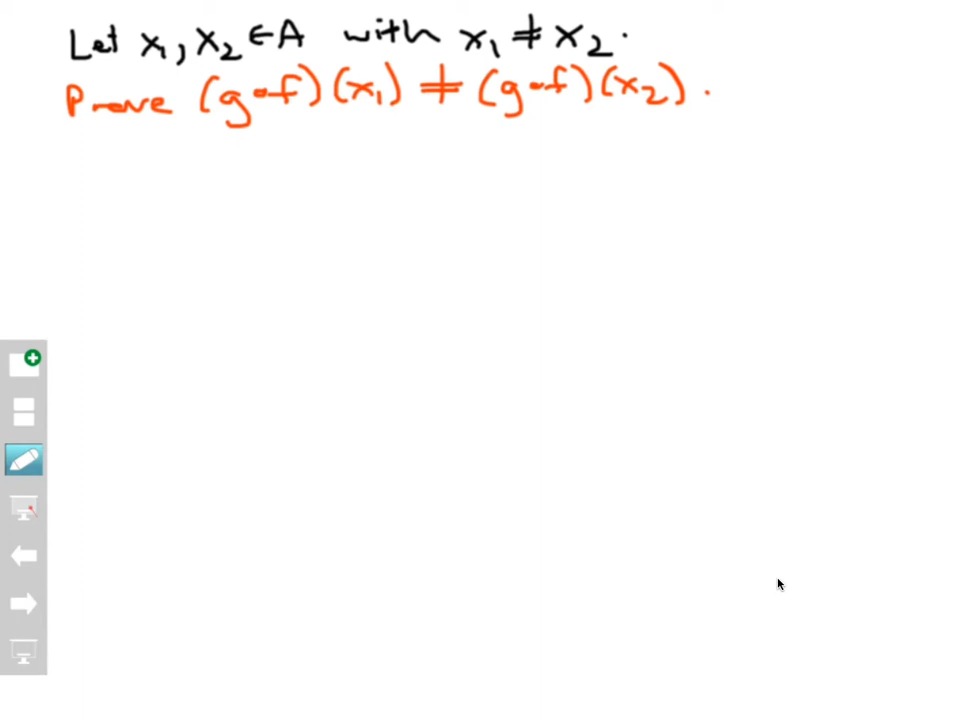 Let x₁, x₂ ∈ A with x₁ ≠ x₂.
Prove (g∘f)(x₁) ≠ (g∘f)(x₂).